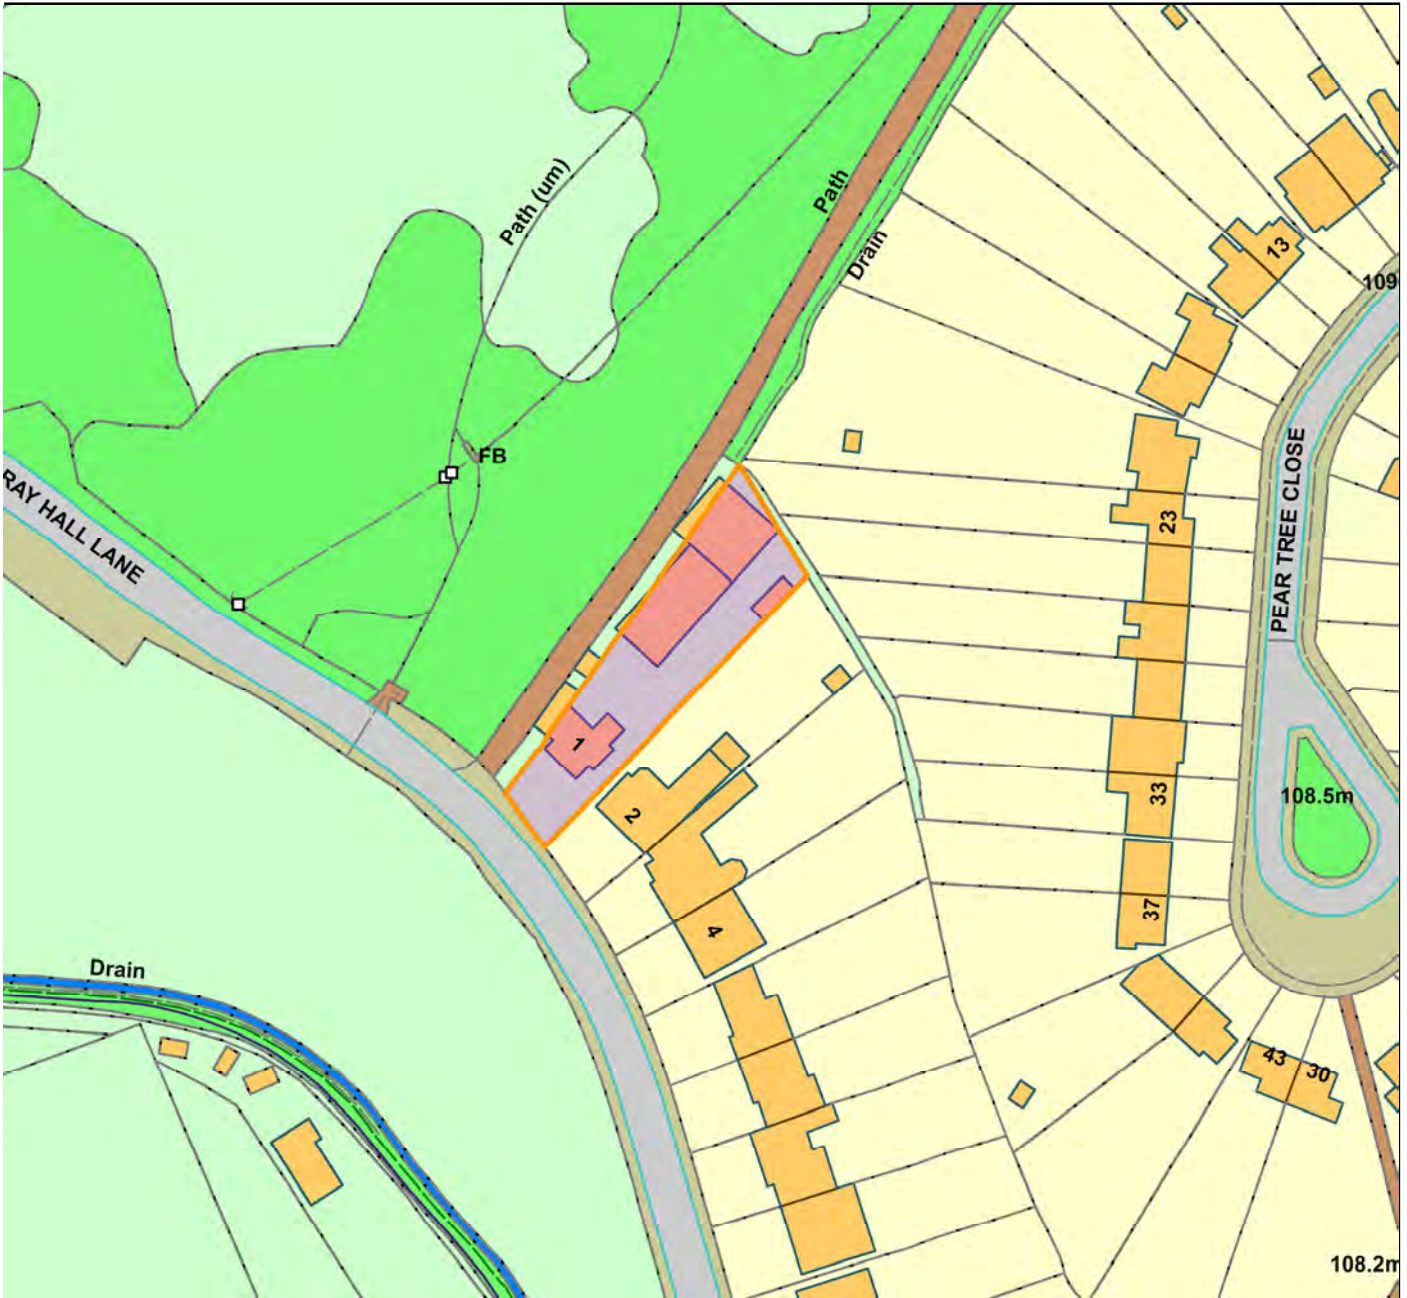 Path (um)
Path
Drain
13
109
FB
RAY HALL LANE
23
PEAR TREE CLOSE
1
2
33
108.5m
4
37
Drain
43
30
108.2m